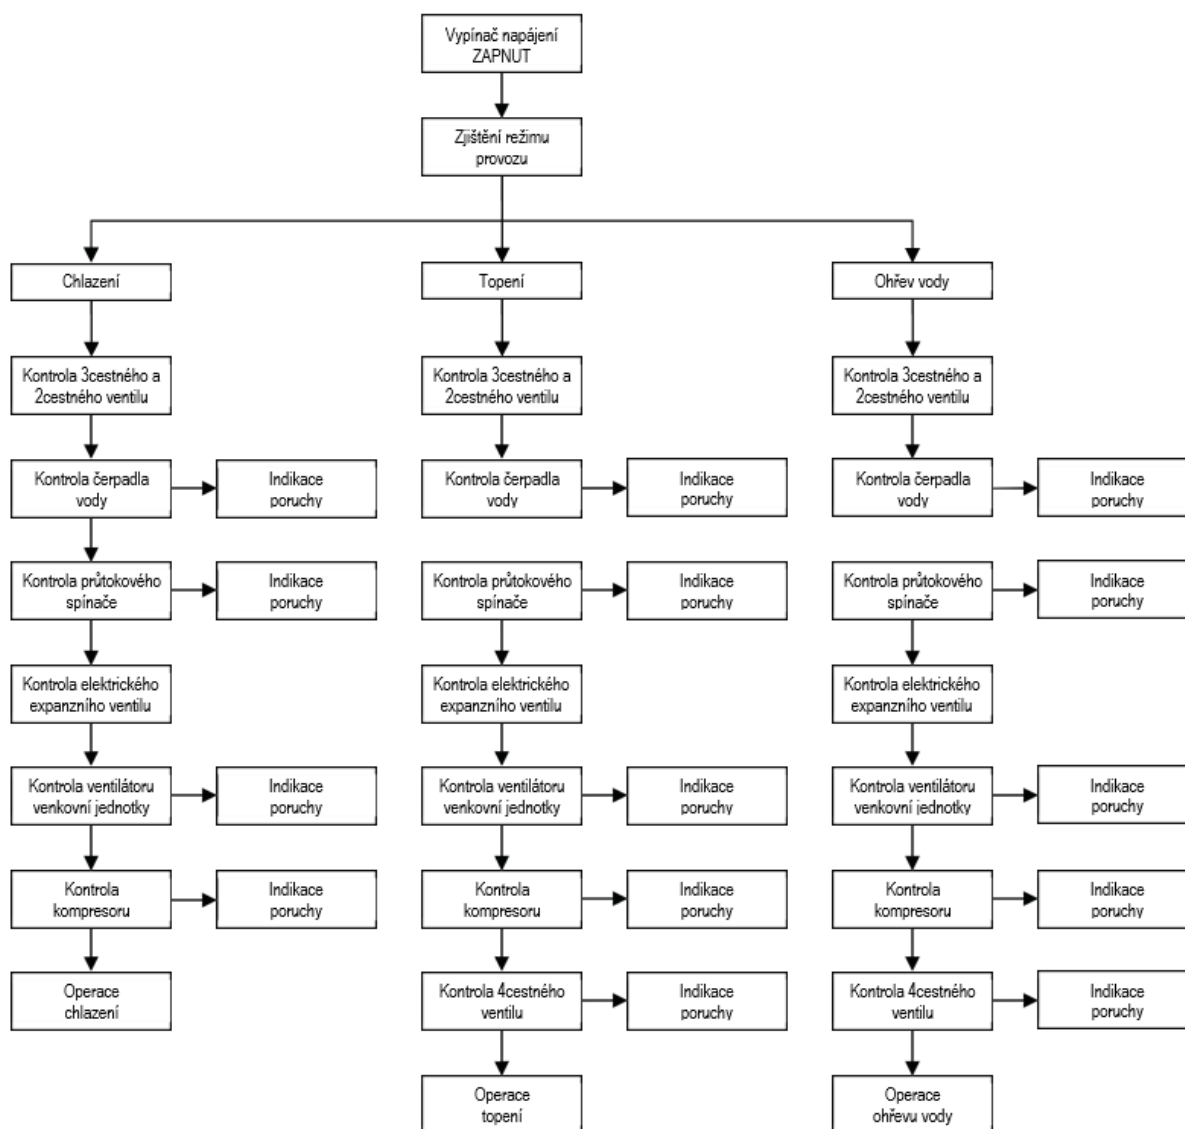 Vypínač napájení
ZAPNUT
Zjištění režimu
provozu
Chlazení
Topení
Ohřev vody
Kontrola 3cestného a
2cestného ventilu
Kontrola 3cestného a
2cestného ventilu
Kontrola 3cestného a
2cestného ventilu
Kontrola čerpadla
vody
Indikace
poruchy
Kontrola čerpadla
vody
Indikace
poruchy
Kontrola čerpadla
vody
Indikace
poruchy
Kontrola průtokového
spínače
Indikace
poruchy
Kontrola průtokového
spínače
Indikace
poruchy
Kontrola průtokového
spínače
Indikace
poruchy
Kontrola elektrického
expanzního ventilu
Kontrola elektrického
expanzního ventilu
Kontrola elektrického
expanzního ventilu
Kontrola ventilátoru
venkovní jednotky
Indikace
poruchy
Kontrola ventilátoru
venkovní jednotky
Indikace
poruchy
Kontrola ventilátoru
venkovní jednotky
Indikace
poruchy
Kontrola
kompresoru
Indikace
poruchy
Kontrola
kompresoru
Indikace
poruchy
Kontrola
kompresoru
Indikace
poruchy
Operace
chlazení
Kontrola 4cestného
ventilu
Indikace
poruchy
Kontrola 4cestného
ventilu
Indikace
poruchy
Operace
topení
Operace
ohřevu vody